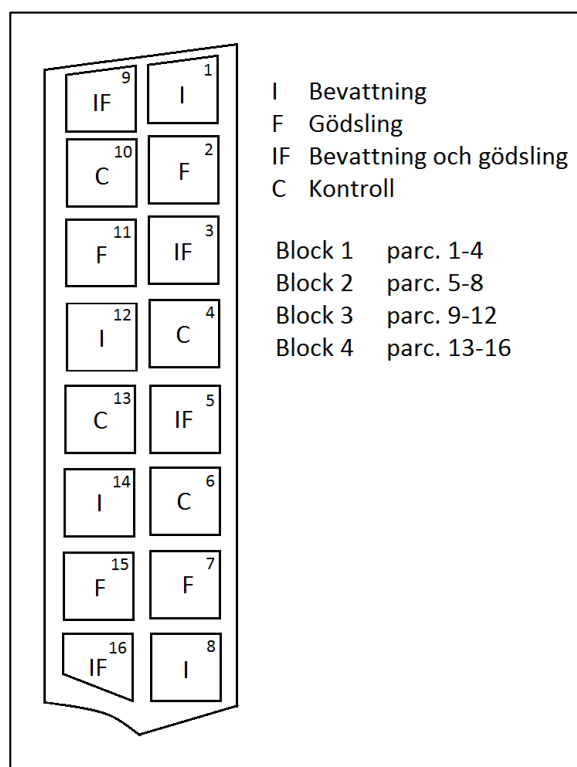 9 1
IF I
10 2
C F
11 3
F IF
12 4
I C
13 5
C IF
14 6
I C
15 7
F F
16 8
IF I
I Bevattning
F Gödsling
IF Bevattning och gödsling
C Kontroll
Block 1 parc. 1-4
Block 2 parc. 5-8
Block 3 parc. 9-12
Block 4 parc. 13-16